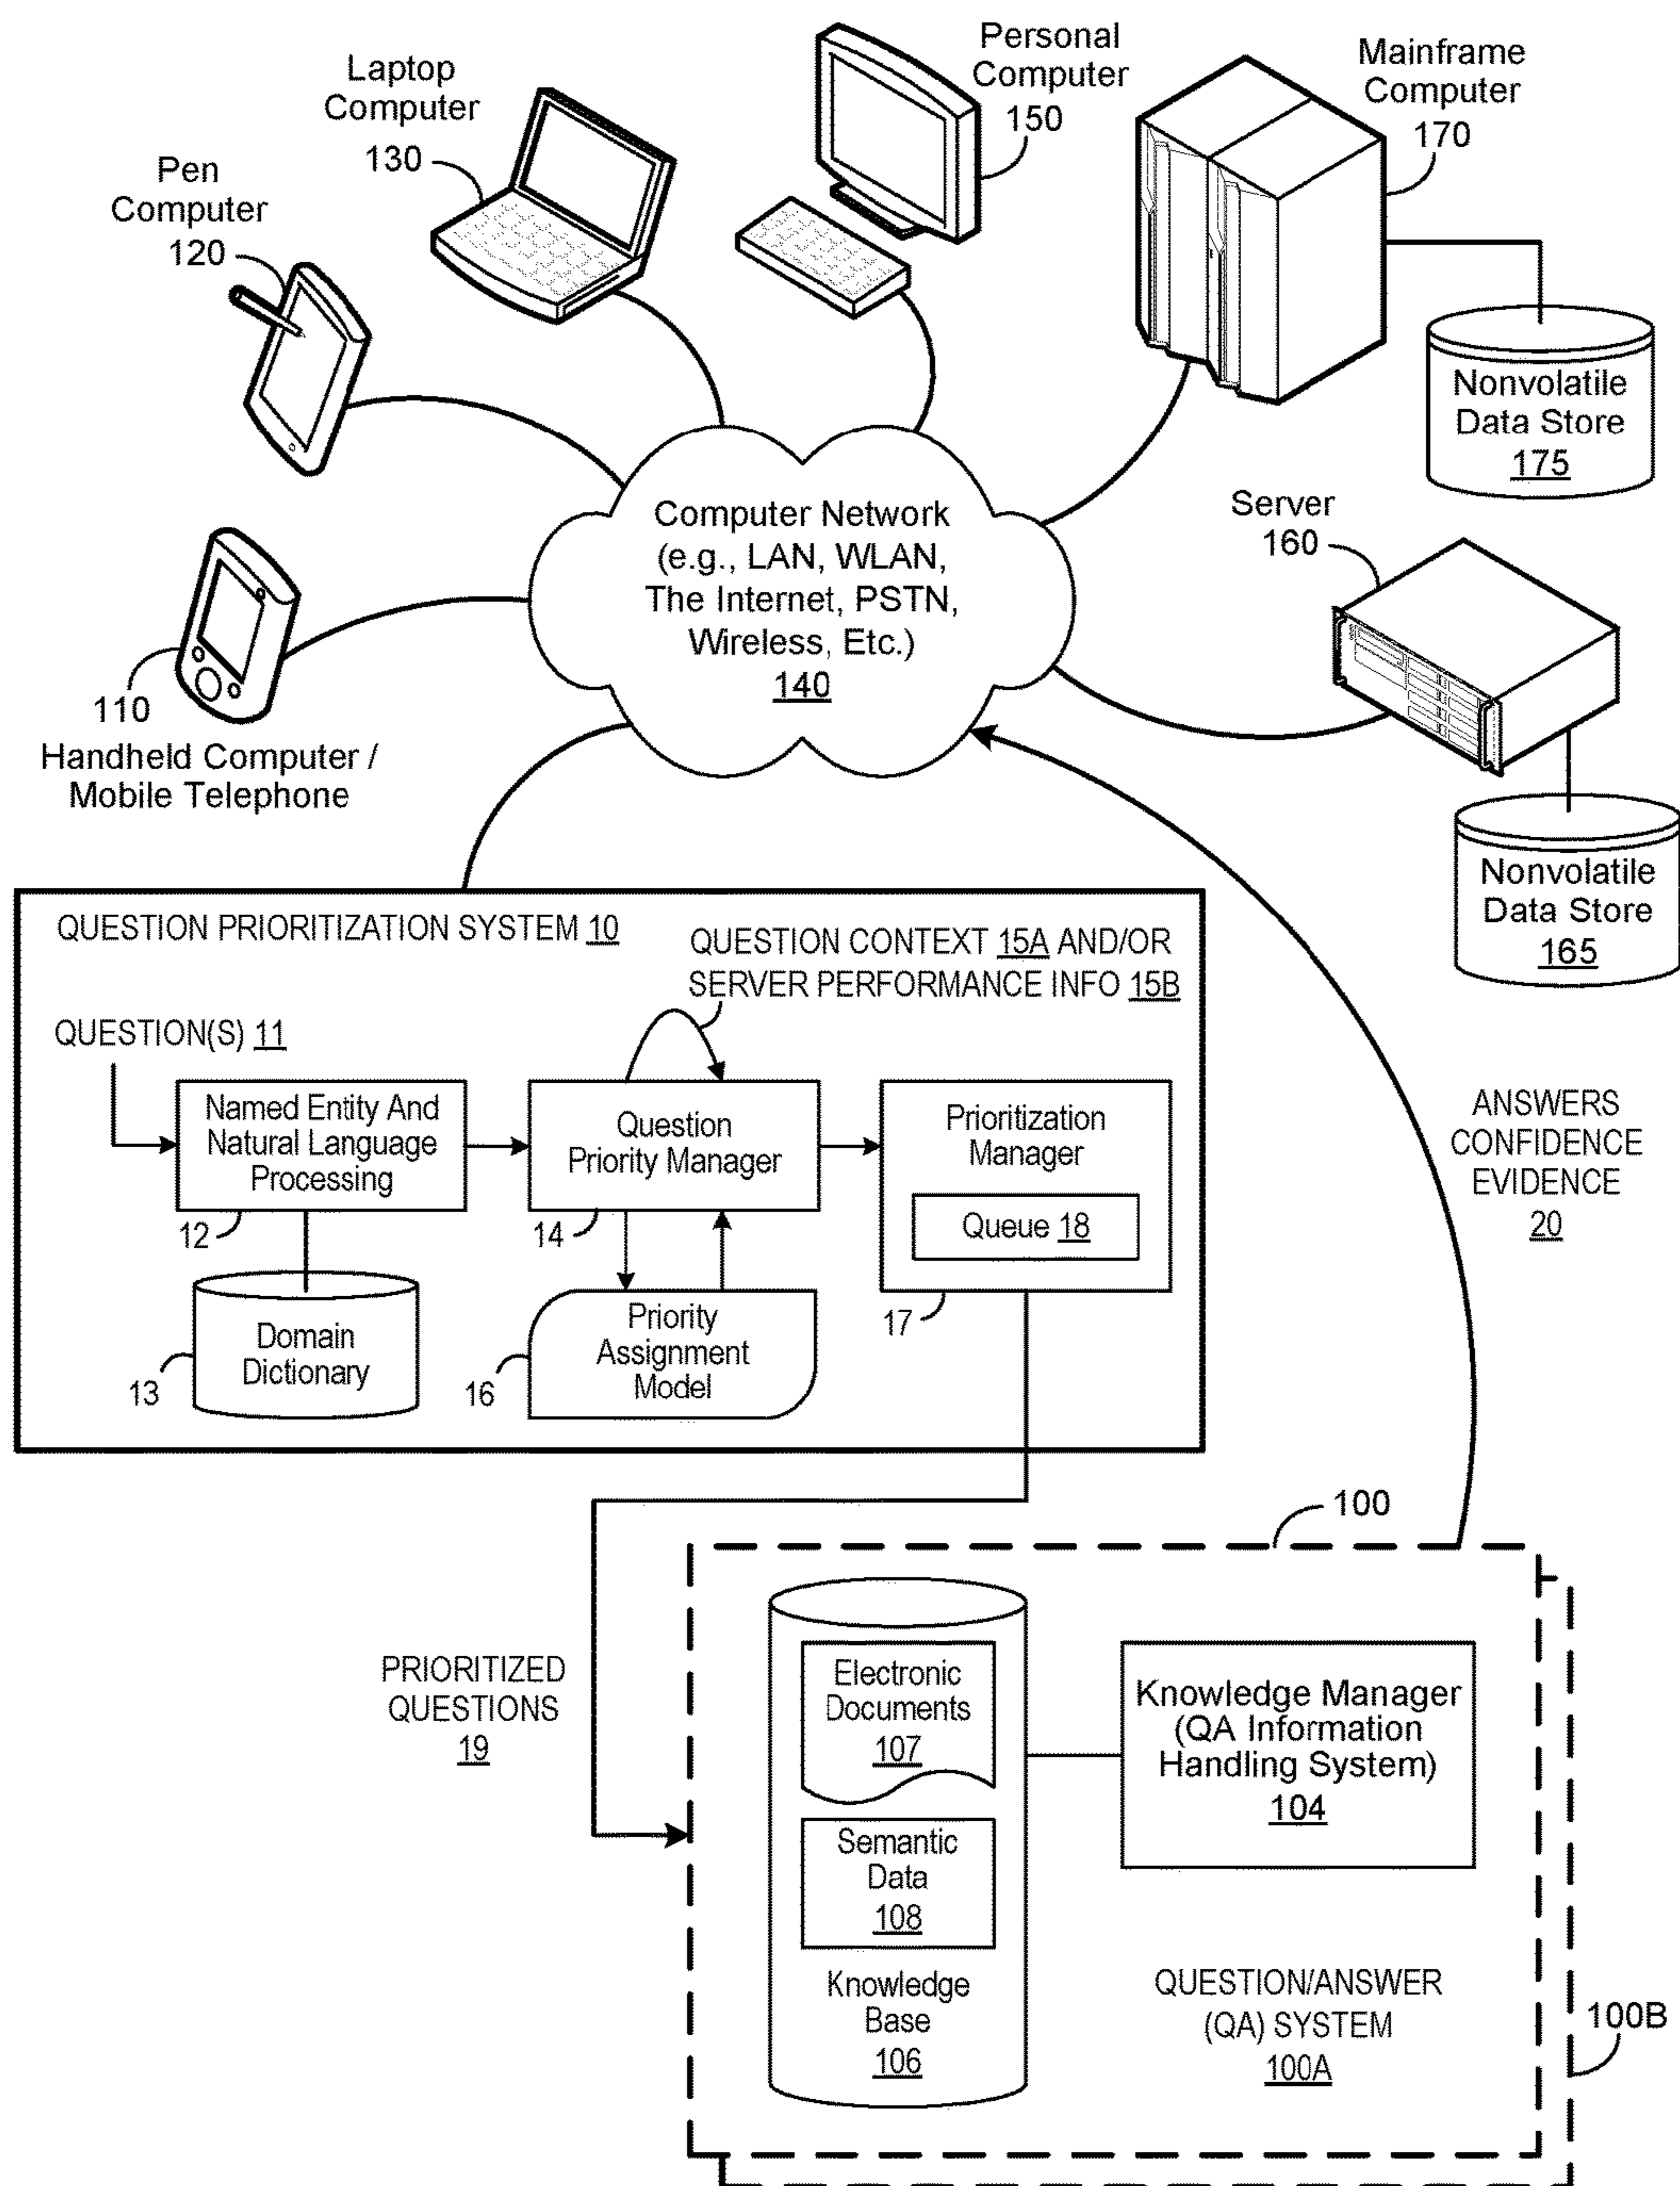 Personal
Computer
150
Mainframe
Computer
170
Laptop
Computer
130
Pen
Computer
120
Nonvolatile
Data Store
175
Computer Network
(e.g., LAN, WLAN,
The Internet, PSTN,
Wireless, Etc.)
140
Server
160
110
Handheld Computer /
Mobile Telephone
Nonvolatile
Data Store
165
QUESTION PRIORITIZATION SYSTEM 10
QUESTION CONTEXT 15A AND/OR
SERVER PERFORMANCE INFO 15B
QUESTION(S) 11
Named Entity And
Natural Language
Processing
12
Question
Priority Manager
14
Prioritization
Manager
Queue 18
17
Domain
Dictionary
13
Priority
Assignment
Model
16
ANSWERS
CONFIDENCE
EVIDENCE
20
100
PRIORITIZED
QUESTIONS
19
Electronic
Documents
107
Semantic
Data
108
Knowledge
Base
106
Knowledge Manager
(QA Information
Handling System)
104
QUESTION/ANSWER
(QA) SYSTEM
100A
100B